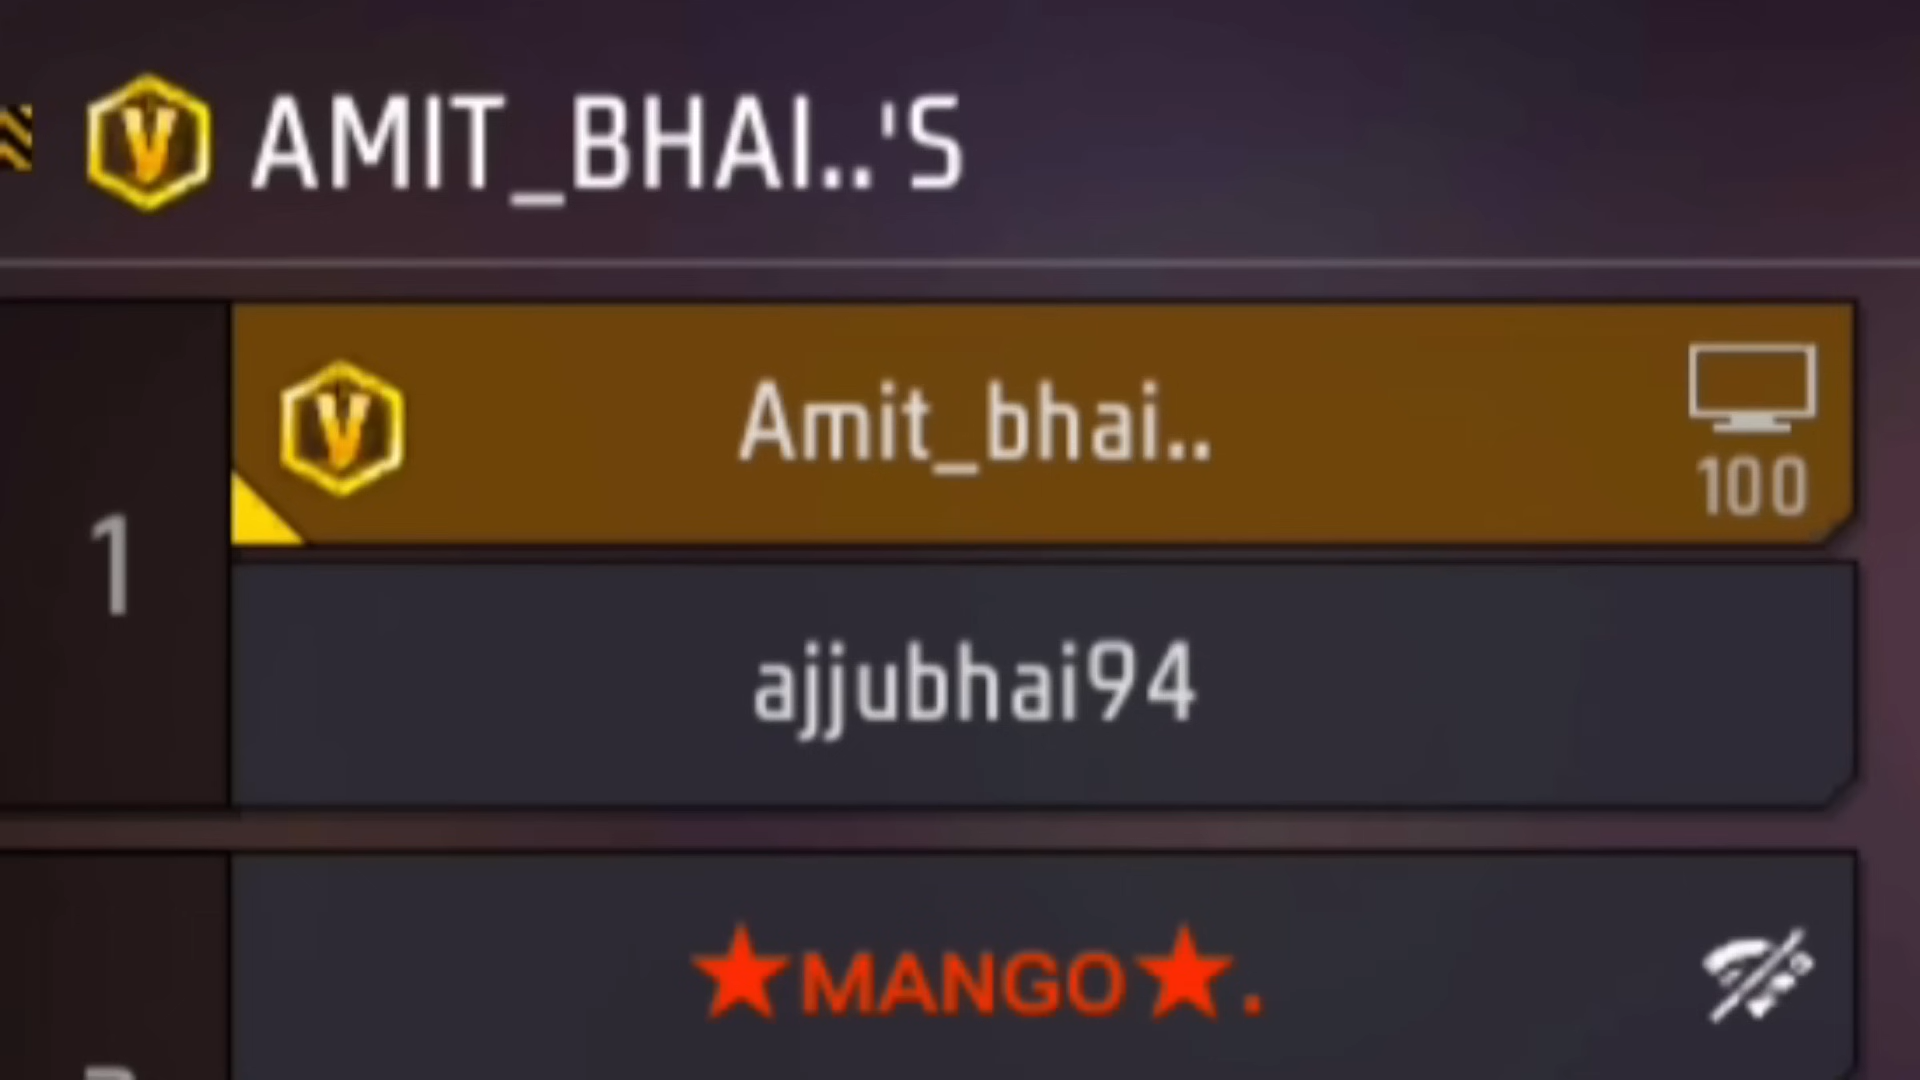 V AMIT_BHAI..'S
V Amit_bhai..
100
1
ajjubhai94
★MANGO★.